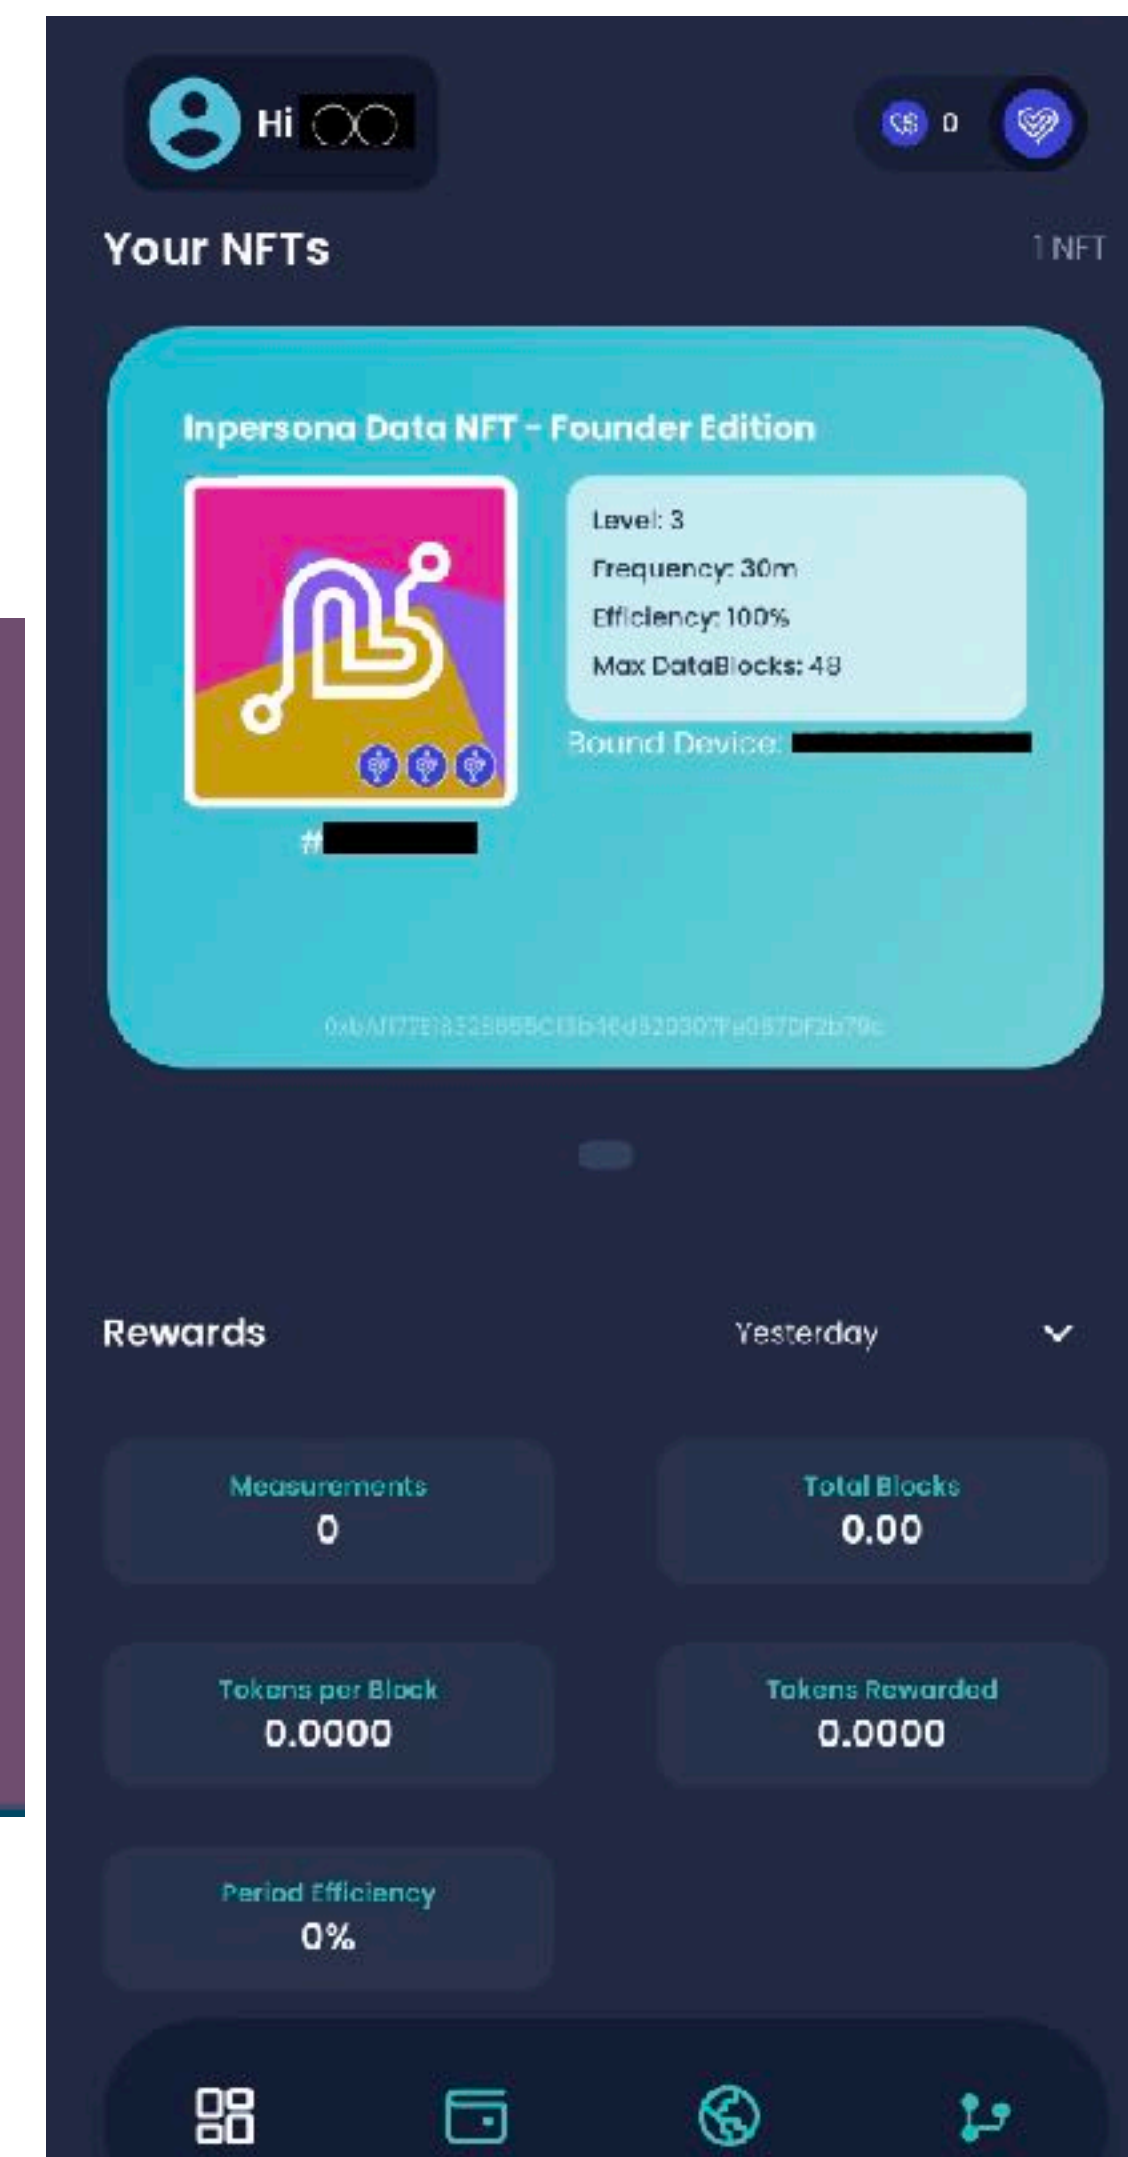 Hi ○○
0
Your NFTs
1 NFT
Inpersona Data NFT - Founder Edition
Level: 3
Frequency: 30m
Efficiency: 100%
Max DataBlocks: 48
Bound Device:
#
Rewards
Yesterday
Measurements
0
Total Blocks
0.00
Tokens per Block
0.0000
Tokens Rewarded
0.0000
Period Efficiency
0%